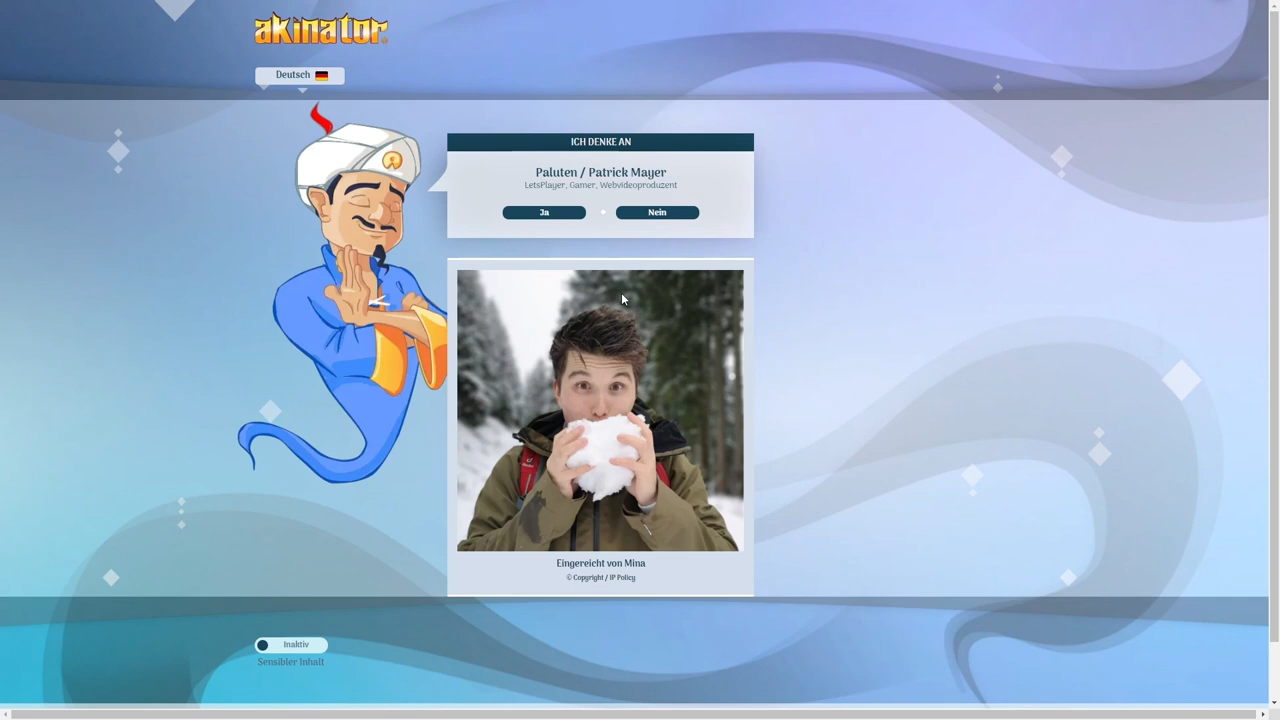 akinator
Deutsch
ICH DENKE AN
Paluten / Patrick Mayer
LetsPlayer, Gamer, Webvideoproduzent
Ja
Nein
Eingereicht von Mina
© Copyright / IP Policy
Inaktiv
Sensibler Inhalt